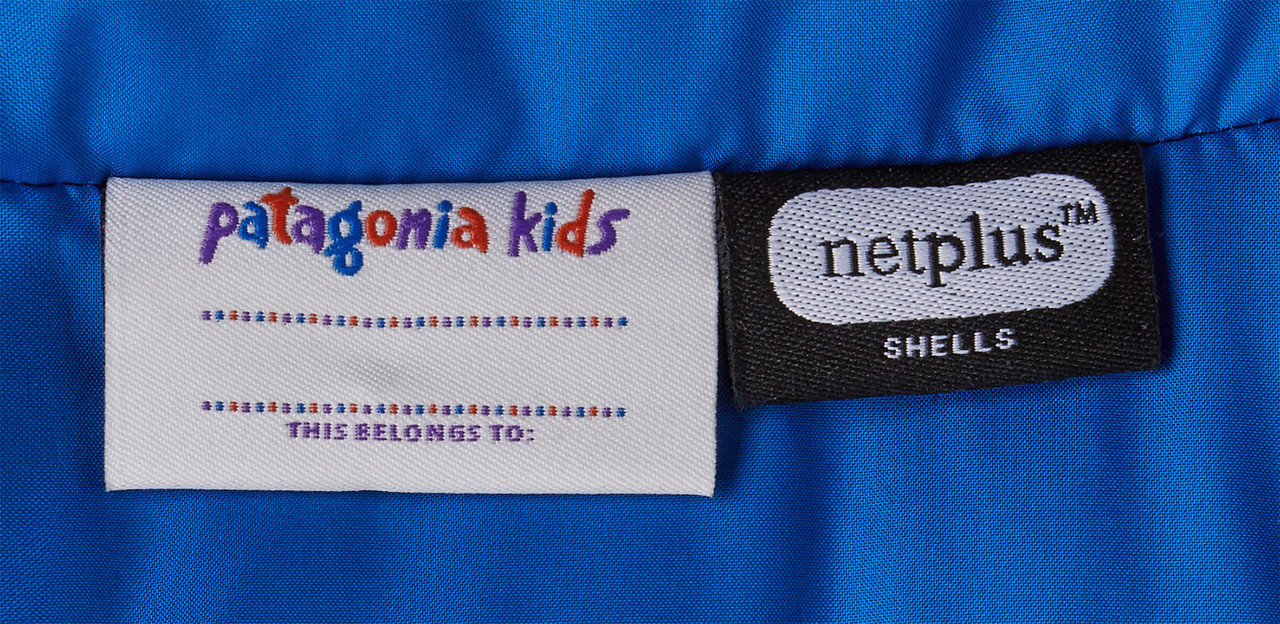 patagonia kids
THIS BELONGS TO:
netplus™
SHELLS